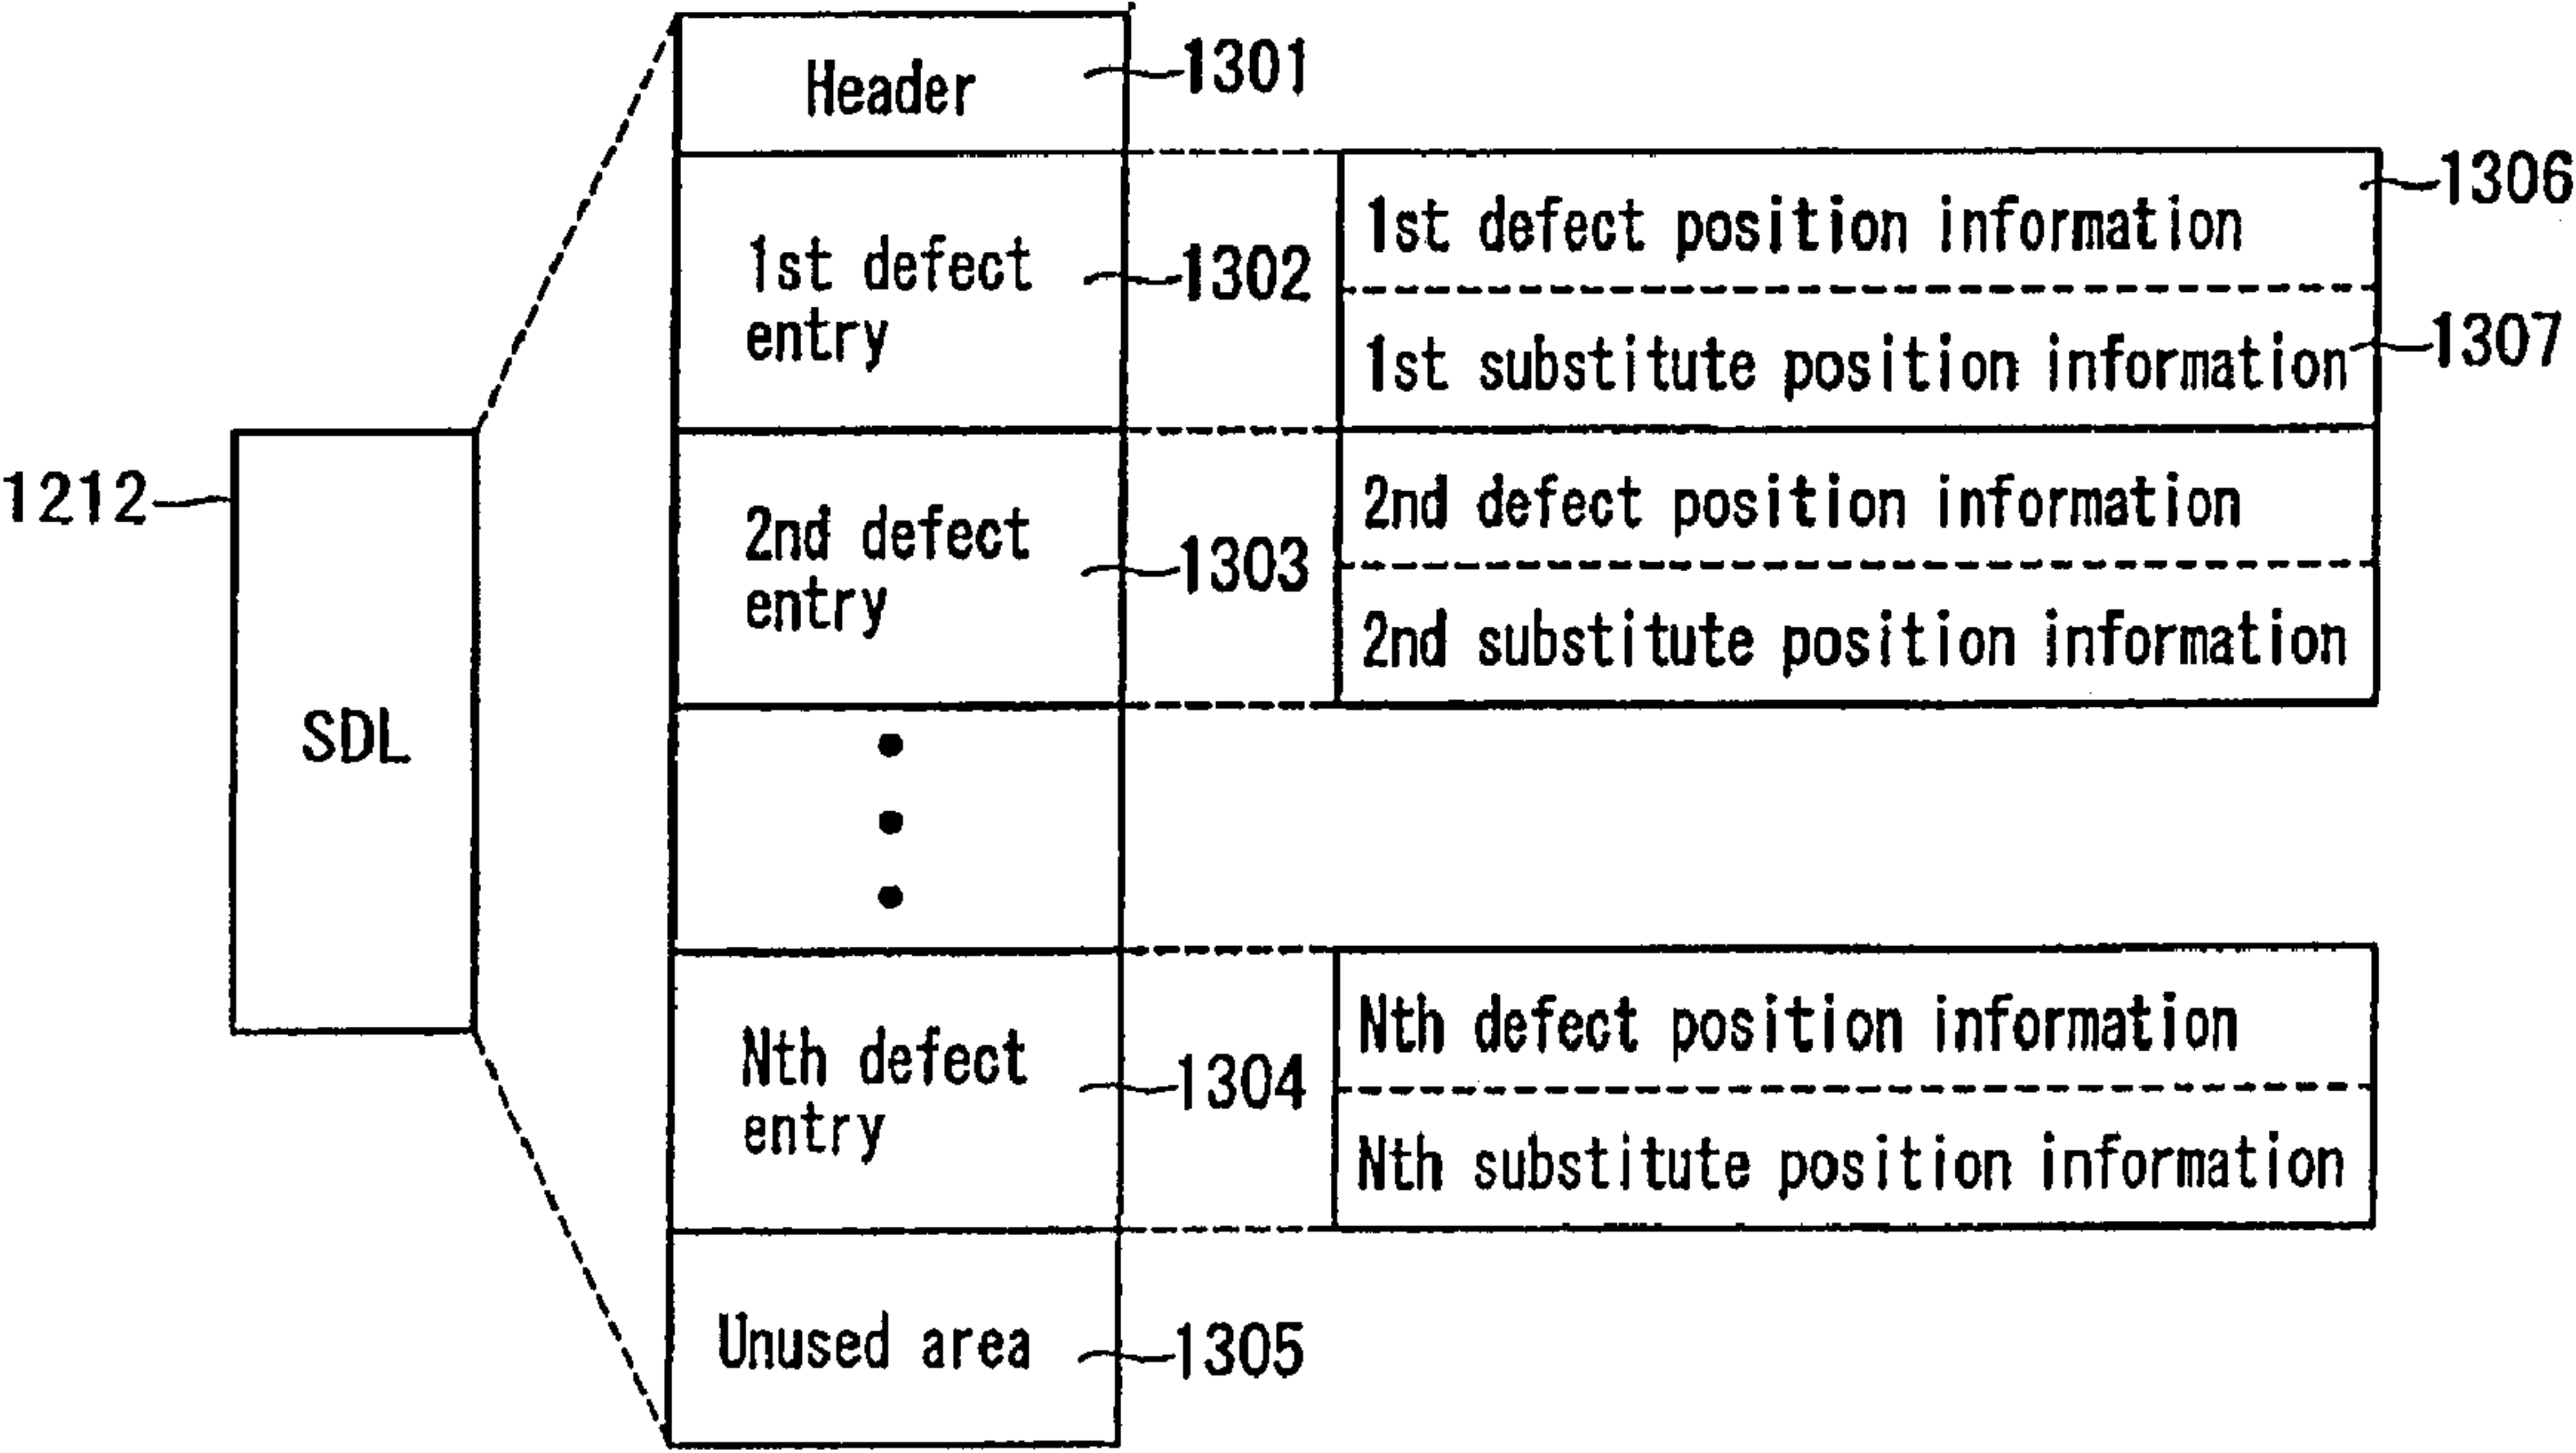 Header
1301
1306
1st defect position information
1st defect
entry
1302
1307
1st substitute position information
1212
2nd defect position information
2nd defect
entry
1303
2nd substitute position information
SDL
Nth defect position information
Nth defect
entry
1304
Nth substitute position information
Unused area
1305